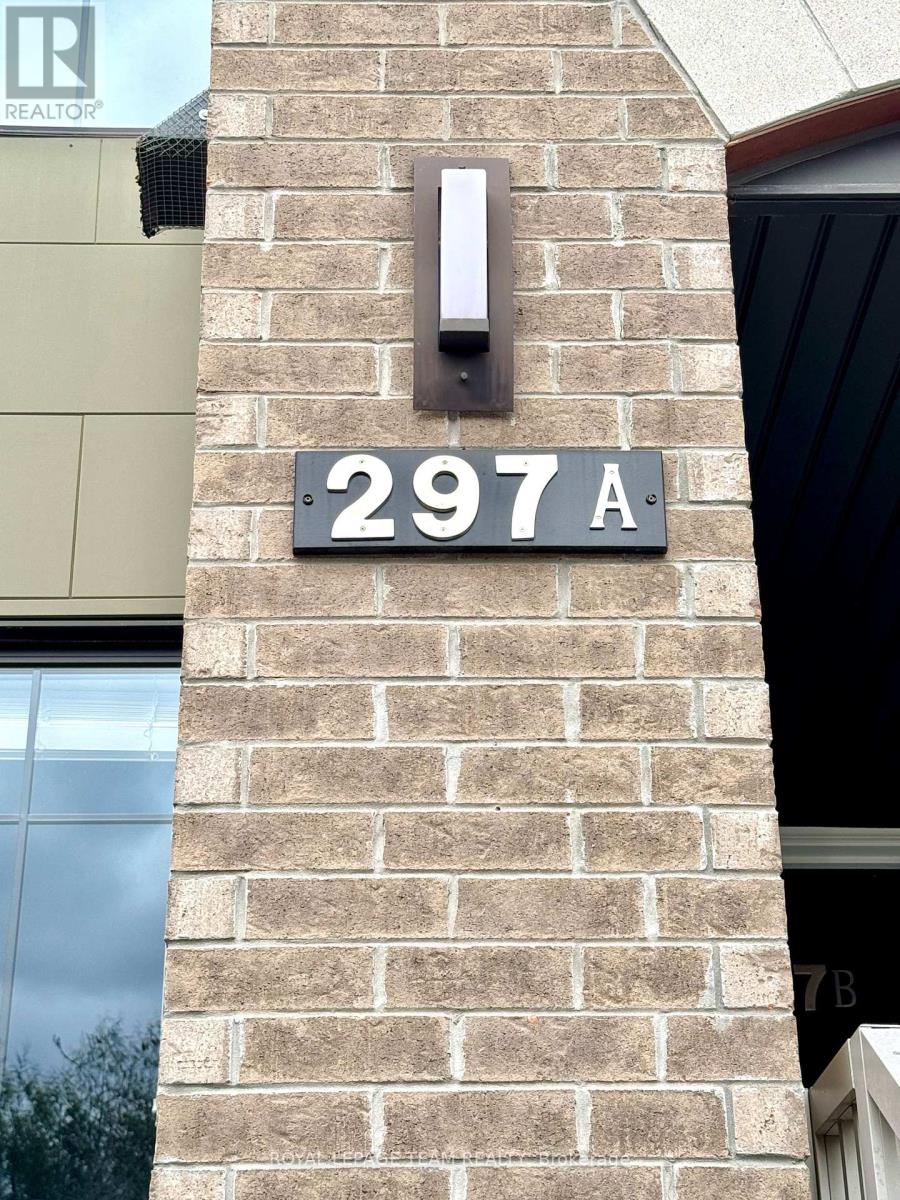 R
REALTOR®
297 A
7B
ROYAL LEPAGE TEAM REALTY, Brokerage